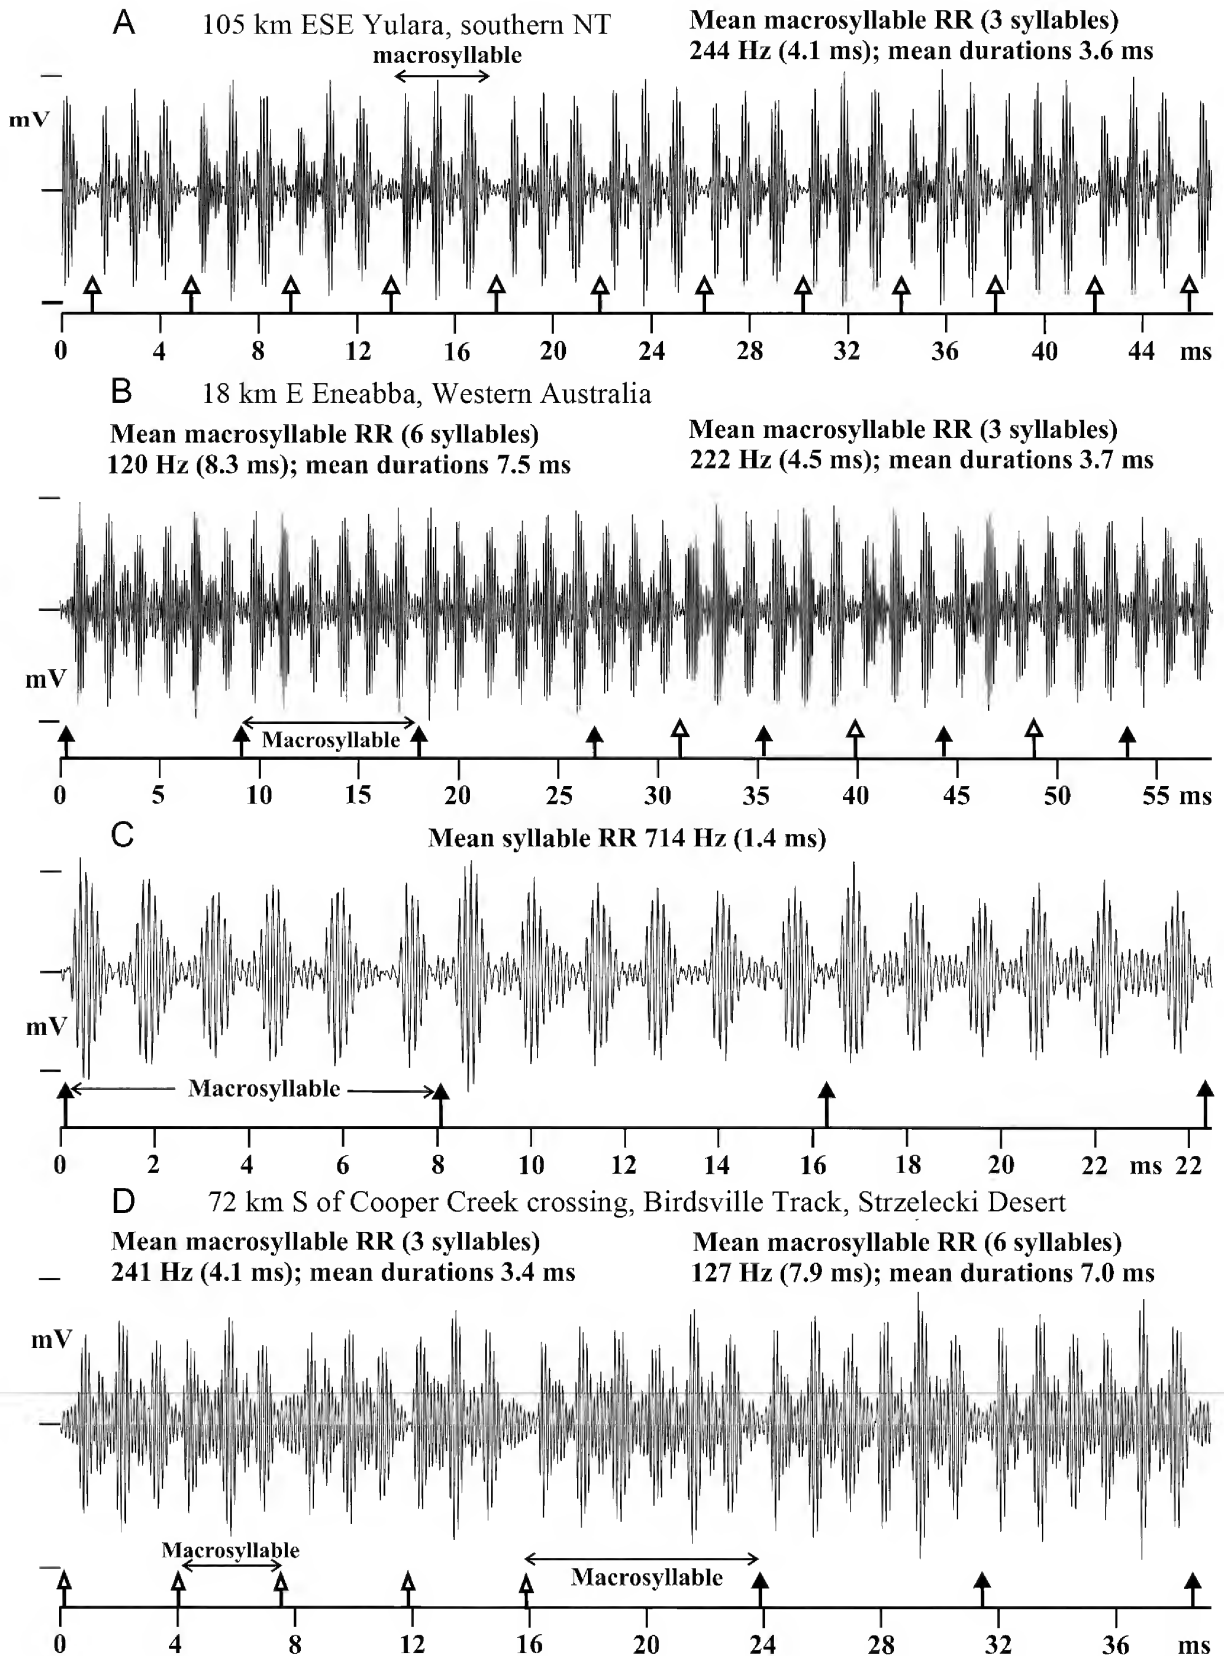 A 105 km ESE Yulara, southern NT
Mean macrosyllable RR (3 syllables)
244 Hz (4.1 ms); mean durations 3.6 ms
macrosyllable
mV
0 4 8 12 16 20 24 28 32 36 40 44 ms
B 18 km E Eneabba, Western Australia
Mean macrosyllable RR (6 syllables)
120 Hz (8.3 ms); mean durations 7.5 ms
Mean macrosyllable RR (3 syllables)
222 Hz (4.5 ms); mean durations 3.7 ms
mV
Macrosyllable
0 5 10 15 20 25 30 35 40 45 50 55 ms
C Mean syllable RR 714 Hz (1.4 ms)
mV
Macrosyllable
0 2 4 6 8 10 12 14 16 18 20 22 ms 22
D 72 km S of Cooper Creek crossing, Birdsville Track, Strzelecki Desert
Mean macrosyllable RR (3 syllables)
241 Hz (4.1 ms); mean durations 3.4 ms
Mean macrosyllable RR (6 syllables)
127 Hz (7.9 ms); mean durations 7.0 ms
mV
Macrosyllable
Macrosyllable
0 4 8 12 16 20 24 28 32 36 ms